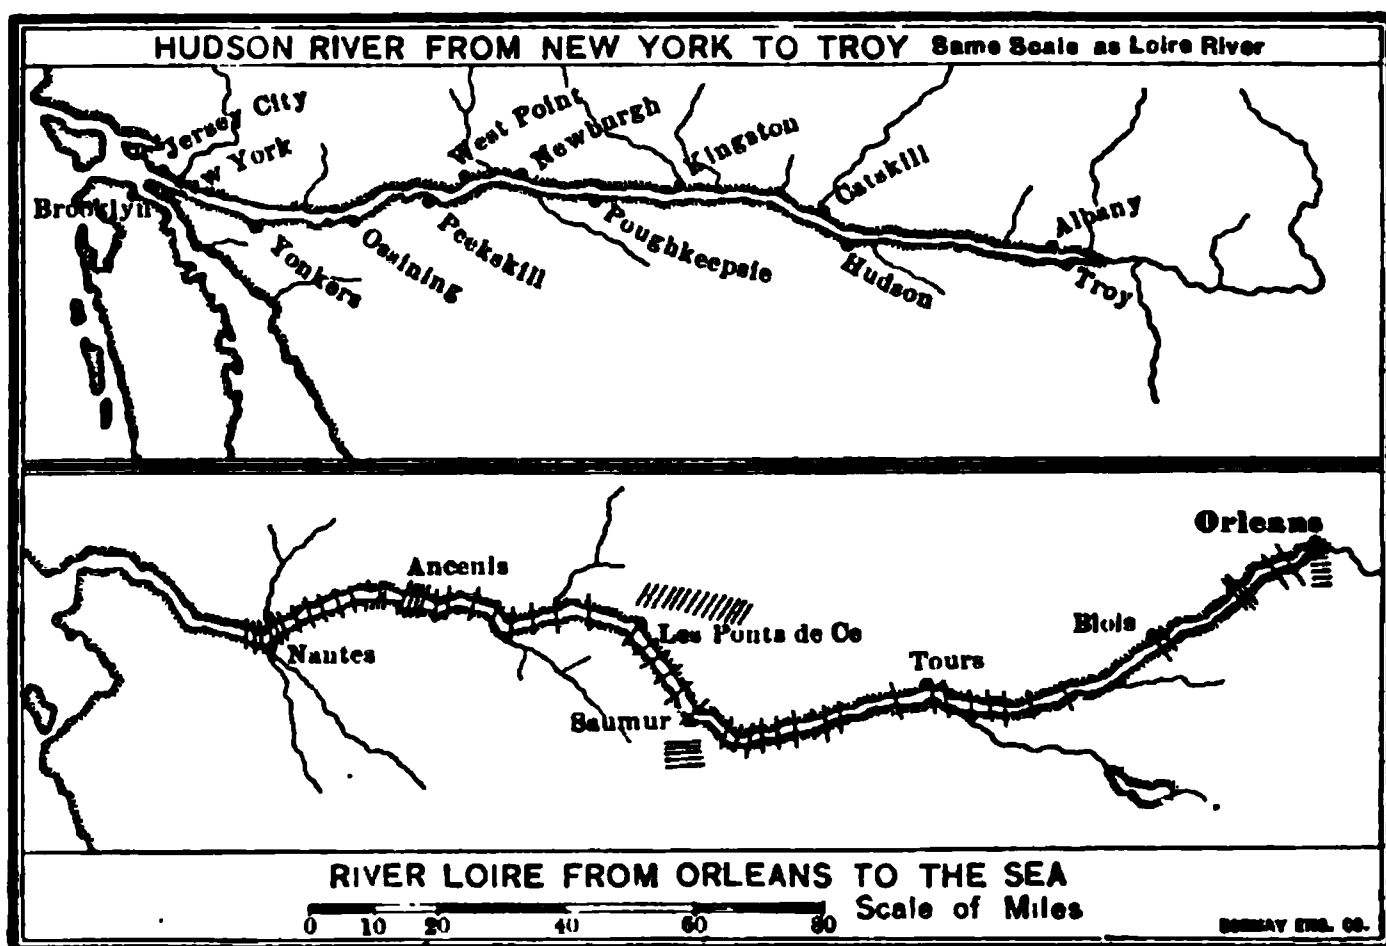 HUDSON RIVER FROM NEW YORK TO TROY Same Scale as Loire River
Jersey City
w York
Brooklyn
Yonkers
Ossining
Peekskill
West Point
Newburgh
Poughkeepsie
Kingston
Catskill
Hudson
Albany
Troy
Orleans
Ancenis
Nantes
Les Ponts de Ce
Saumur
Tours
Blois
RIVER LOIRE FROM ORLEANS TO THE SEA
0 10 20 40 60 80 Scale of Miles
ENG. CO.